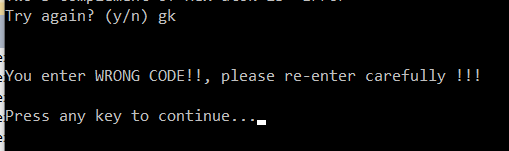 Try again? (y/n) gk
You enter WRONG CODE!!, please re-enter carefully !!!
Press any key to continue...